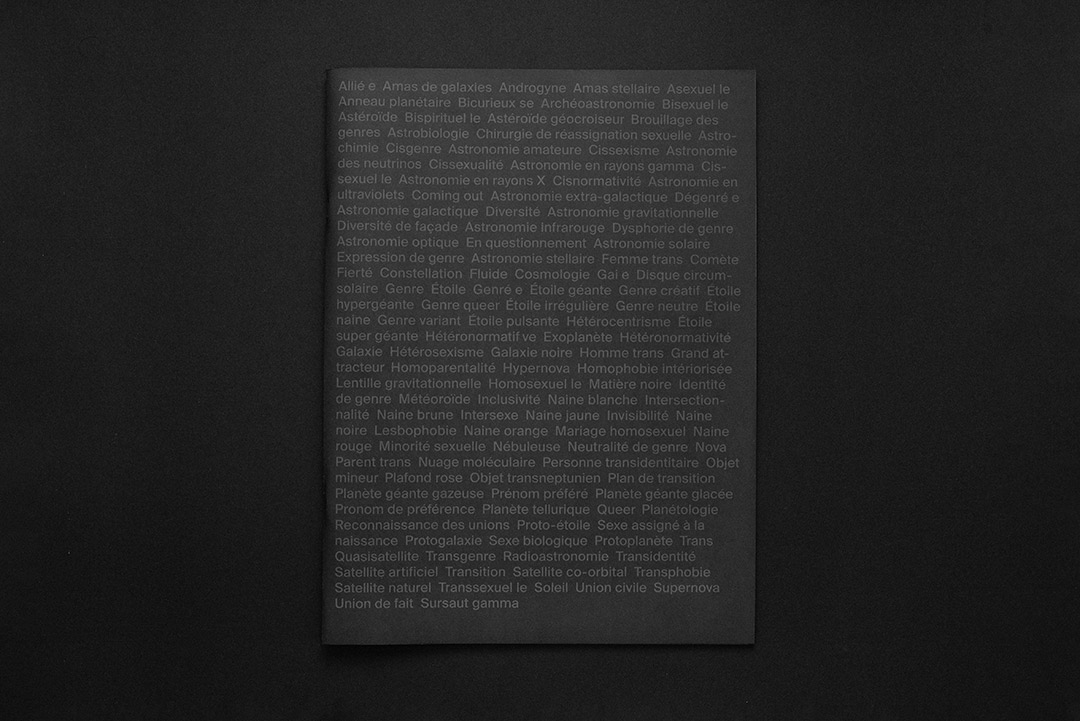 Allié e  Amas de galaxies  Androgyne  Amas stellaire  Asexuel le
Anneau planétaire  Bicurieux se  Archéoastronomie  Bisexuel le
Astéroïde  Bispirituel le  Astéroïde géocroiseur  Brouillage des
genres  Astrobiologie  Chirurgie de réassignation sexuelle  Astro-
chimie  Cisgenre  Astronomie amateure  Cissexisme  Astronomie
des neutrinos  Cissexualité  Astronomie en rayons gamma  Cis-
sexuel le  Astronomie en rayons X  Cisnormativité  Astronomie en
ultraviolets  Coming out  Astronomie extra-galactique  Dégenré e
Astronomie galactique  Diversité  Astronomie gravitationnelle
Diversité de façade  Astronomie Infrarouge  Dysphorie de genre
Astronomie optique  En questionnement  Astronomie solaire
Expression de genre  Astronomie stellaire  Femme trans  Comète
Fierté  Constellation  Fluide  Cosmologie  Gai e  Disque circum-
solaire  Genre  Étoile  Genré e  Étoile géante  Genre créatif  Étoile
hypergéante  Genre queer  Étoile irrégulière  Genre neutre  Étoile
naine  Genre variant  Étoile pulsante  Hétérocentrisme  Étoile
super géante  Hétéronormatif ve  Exoplanète  Hétéronormativité
Galaxie  Hétérosexisme  Galaxie noire  Homme trans  Grand at-
tracteur  Homoparentalité  Hypernova  Homophobie intériorisée
Lentille gravitationnelle  Homosexuel le  Matière noire  Identité
de genre  Météoroïde  Inclusivité  Naine blanche  Intersection-
nalité  Naine brune  Intersexe  Naine jaune  Invisibilité  Naine
noire  Lesbophobie  Naine orange  Mariage homosexuel  Naine
rouge  Minorité sexuelle  Nébuleuse  Neutralité de genre  Nova
Parent trans  Nuage moléculaire  Personne transidentitaire  Objet
mineur  Plafond rose  Objet transneptunien  Plan de transition
Planète géante gazeuse  Prénom préféré  Planète géante glacée
Pronom de préférence  Planète tellurique  Queer  Planétologie
Reconnaissance des unions  Proto-étoile  Sexe assigné à la
naissance  Protogalaxie  Sexe biologique  Protoplanète  Trans
Quasisatellite  Transgenre  Radioastronomie  Transidentité
Satellite artificiel  Transition  Satellite co-orbital  Transphobie
Satellite naturel  Transsexuel le  Soleil  Union civile  Supernova
Union de fait  Sursaut gamma